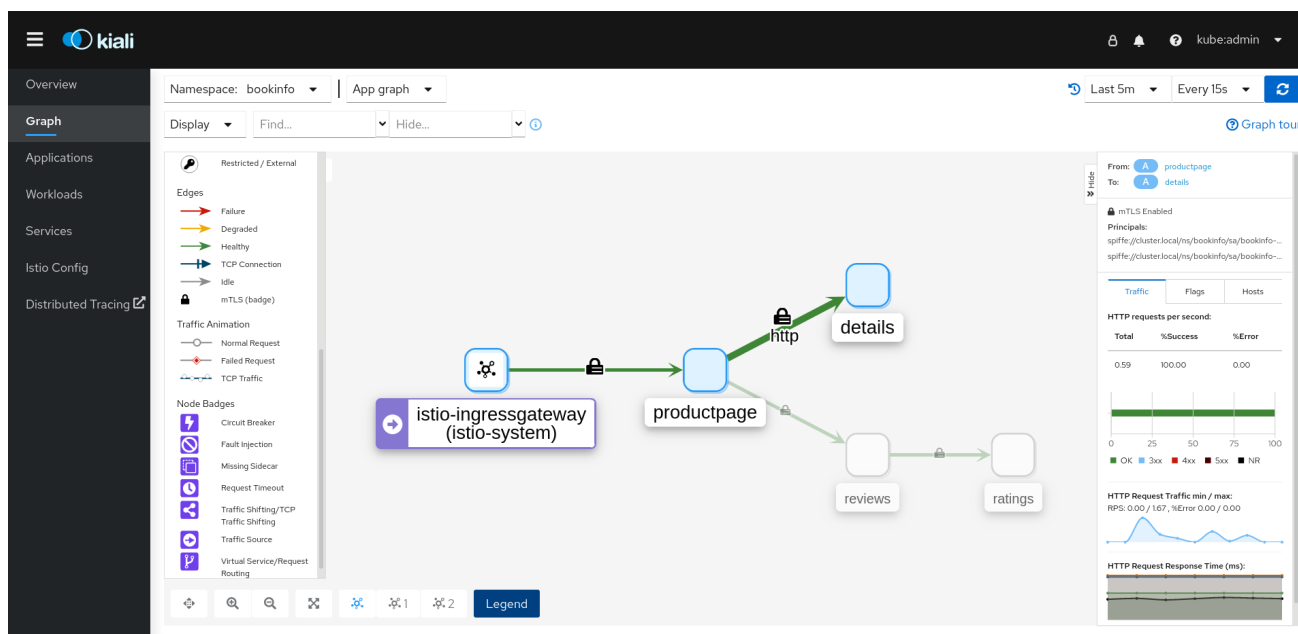 kiali
kube:admin
Overview
Graph
Applications
Workloads
Services
Istio Config
Distributed Tracing
Namespace: bookinfo
App graph
Last 5m
Every 15s
Display
Find...
Hide...
Graph tour
Restricted / External
Edges
Failure
Degraded
Healthy
TCP Connection
Idle
mTLS (badge)
Traffic Animation
Normal Request
Failed Request
TCP Traffic
Node Badges
Circuit Breaker
Fault Injection
Missing Sidecar
Request Timeout
Traffic Shifting/TCP
Traffic Shifting
Traffic Source
Virtual Service/Request
Routing
1
2
Legend
istio-ingressgateway
(istio-system)
productpage
http
details
reviews
ratings
Hide
From: A productpage
To: A details
mTLS Enabled
Principals:
spiffe://cluster.local/ns/bookinfo/sa/bookinfo-...
spiffe://cluster.local/ns/bookinfo/sa/bookinfo-...
Traffic Flags Hosts
HTTP requests per second:
Total %Success %Error
0.59 100.00 0.00
0 25 50 75 100
OK 3xx 4xx 5xx NR
HTTP Request Traffic min / max:
RPS: 0.00 / 1.67 , %Error 0.00 / 0.00
HTTP Request Response Time (ms):